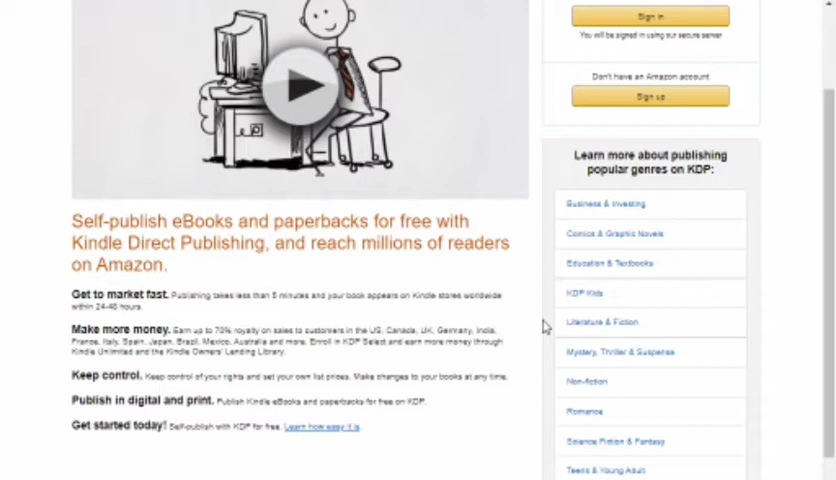 Sign in
You will be signed in using our secure server
Don't have an Amazon account
Sign up
Self-publish eBooks and paperbacks for free with
Kindle Direct Publishing, and reach millions of readers
on Amazon.
Get to market fast. Publishing takes less than 5 minutes and your book appears on Kindle stores worldwide
within 24-48 hours.
Make more money. Earn up to 70% royalty on sales to customers in the US, Canada, UK, Germany, India,
France, Italy, Spain, Japan, Brazil, Mexico, Australia and more. Enroll in KDP Select and earn more money through
Kindle Unlimited and the Kindle Owners' Lending Library.
Keep control. Keep control of your rights and set your own list prices. Make changes to your books at any time.
Publish in digital and print. Publish Kindle eBooks and paperbacks for free on KDP.
Get started today! Self-publish with KDP for free. Learn how easy it is.
Learn more about publishing
popular genres on KDP:
Business & Investing
Comics & Graphic Novels
Education & Textbooks
KDP Kids
Literature & Fiction
Mystery, Thriller & Suspense
Non-fiction
Romance
Science Fiction & Fantasy
Teens & Young Adult